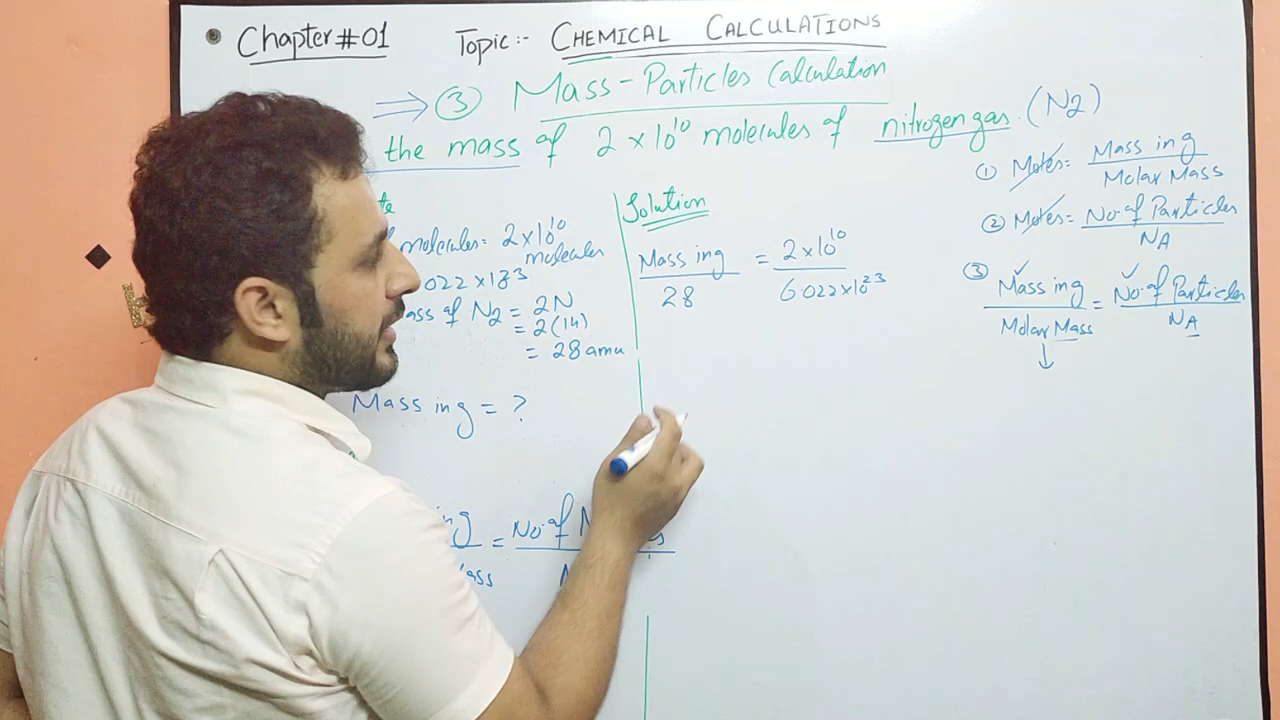 Chapter #01 Topic:- CHEMICAL CALCULATIONS
⇒ ③ Mass-Particles Calculation
the mass of 2×10¹⁰ molecules of nitrogen gas. (N2)
① Moles = Mass in g / Molar Mass
② Moles = No. of Particles / NA
③ Mass in g / Molar Mass = No. of Particles / NA
molecules = 2×10¹⁰ molecules
022×10²³
ass of N2 = 2N
= 2(14)
= 28 amu
Mass in g = ?
ng / ass = No. of
Solution
Mass in g / 28 = 2×10¹⁰ / 6.022×10²³